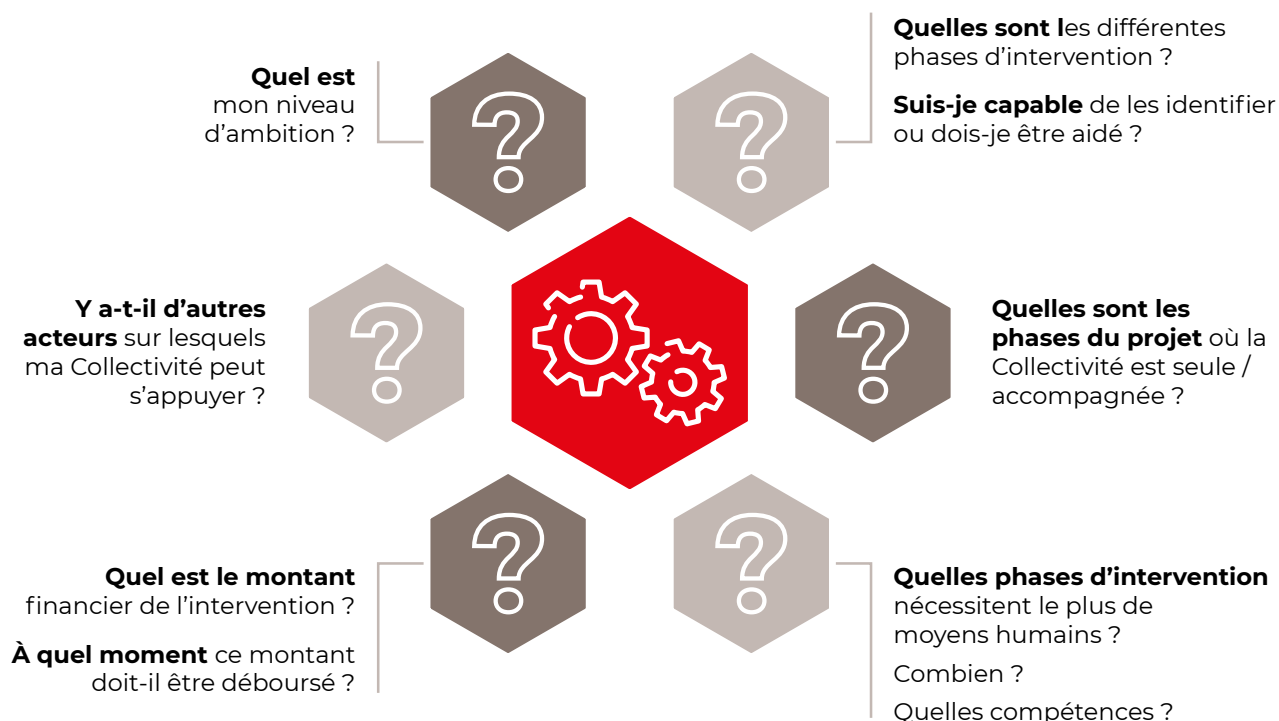 Quel est
mon niveau
d’ambition ?
Quelles sont les différentes
phases d’intervention ?
Suis-je capable de les identifier
ou dois-je être aidé ?
Y a-t-il d’autres
acteurs sur lesquels
ma Collectivité peut
s’appuyer ?
Quelles sont les
phases du projet où la
Collectivité est seule /
accompagnée ?
Quel est le montant
financier de l’intervention ?
À quel moment ce montant
doit-il être déboursé ?
Quelles phases d’intervention
nécessitent le plus de
moyens humains ?
Combien ?
Quelles compétences ?